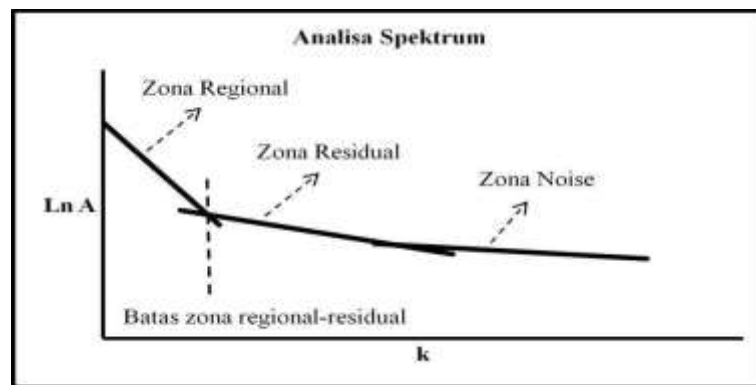 Analisa Spektrum
Zona Regional
Zona Residual
Zona Noise
Ln A
Batas zona regional-residual
k